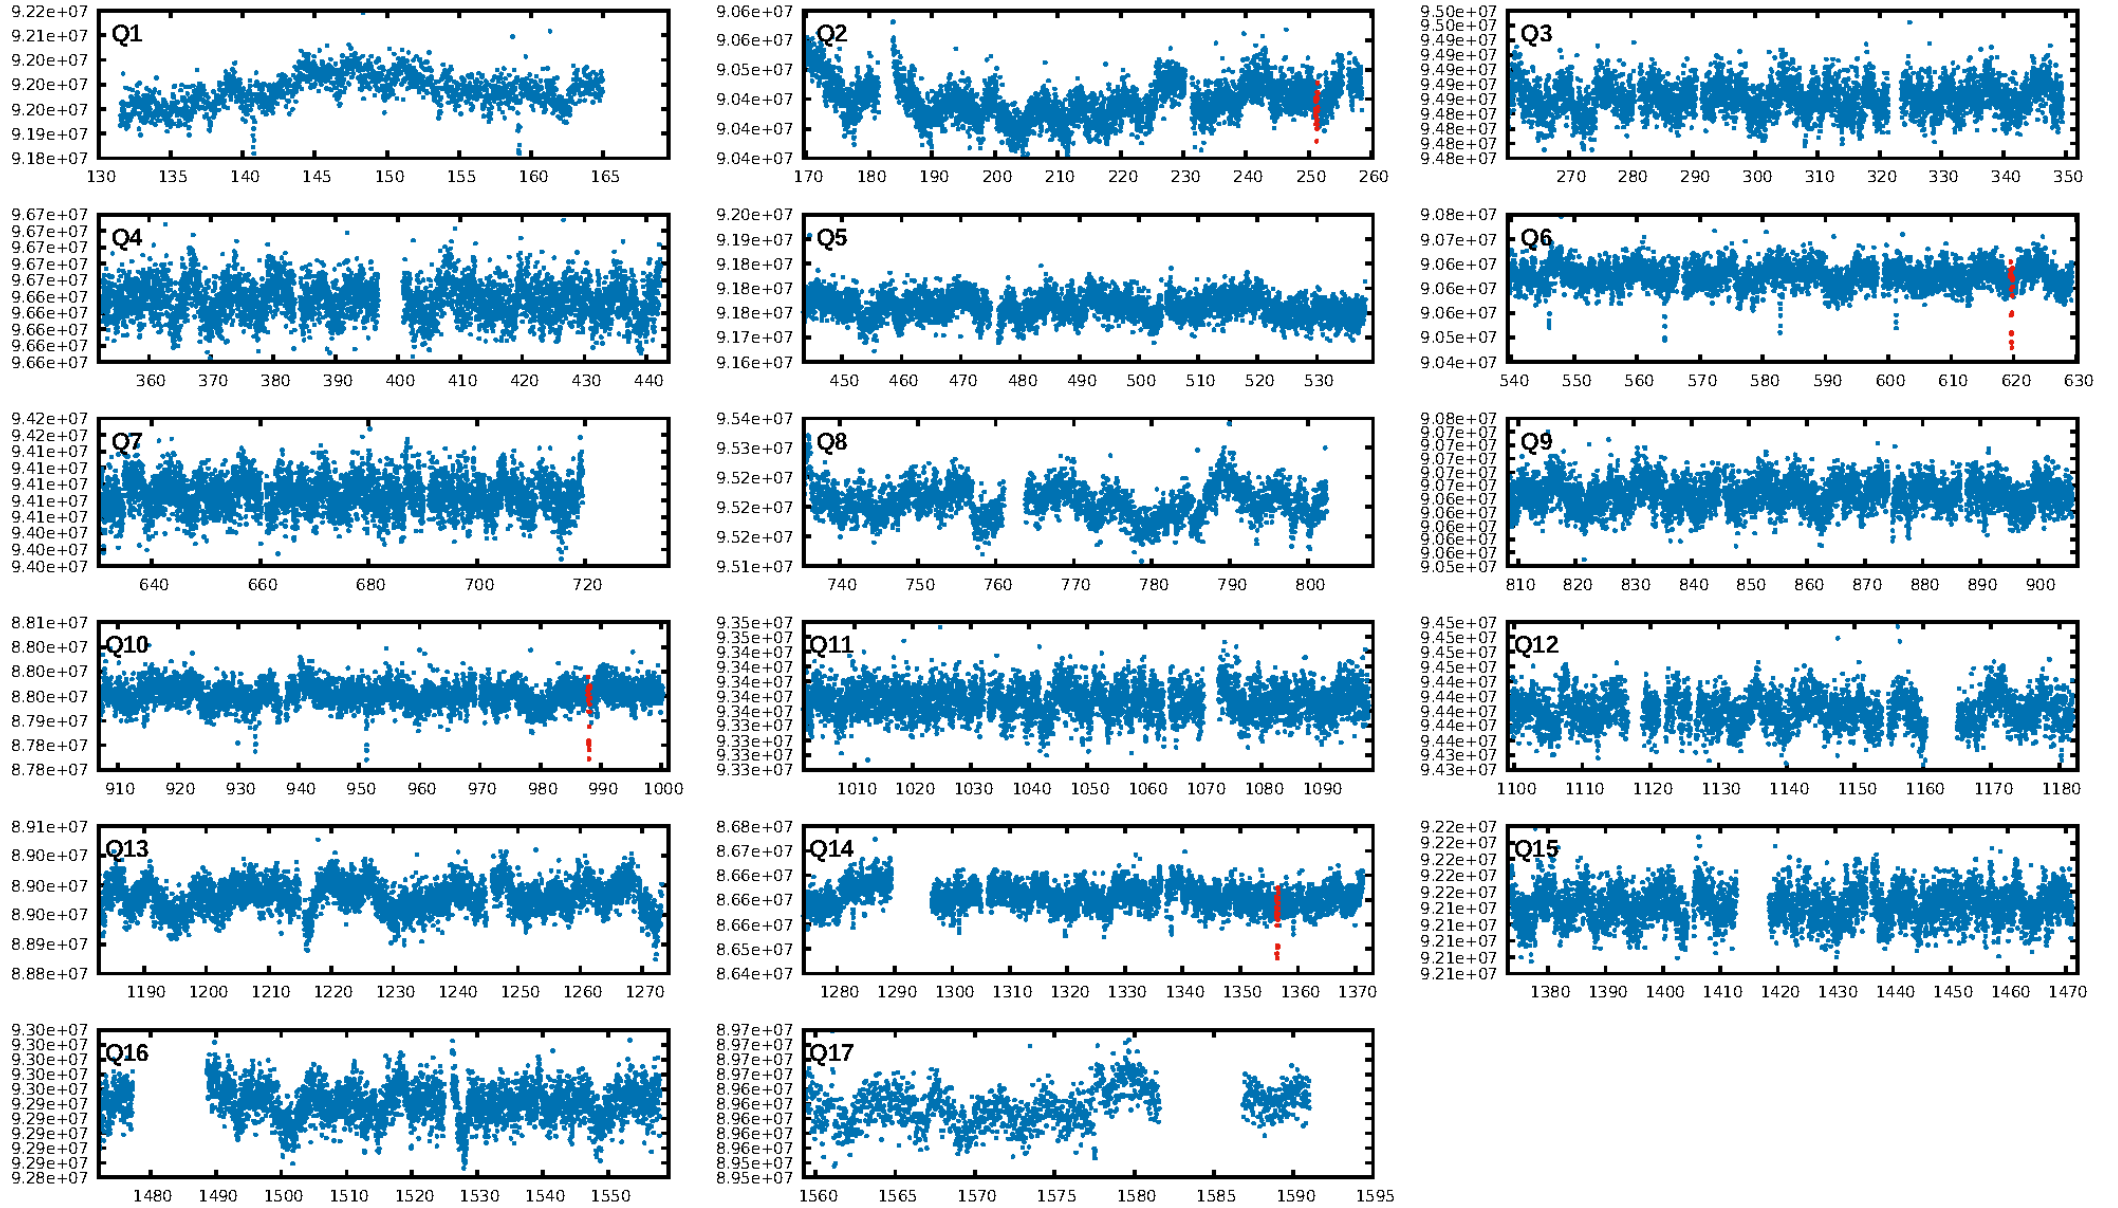 Q1
9.22e+07
9.21e+07
9.20e+07
9.20e+07
9.20e+07
9.19e+07
9.18e+07
130 135 140 145 150 155 160 165
Q2
9.06e+07
9.06e+07
9.05e+07
9.04e+07
9.04e+07
9.04e+07
170 180 190 200 210 220 230 240 250 260
Q3
9.50e+07
9.50e+07
9.49e+07
9.49e+07
9.49e+07
9.49e+07
9.49e+07
9.48e+07
9.48e+07
9.48e+07
9.48e+07
270 280 290 300 310 320 330 340 350
Q4
9.67e+07
9.67e+07
9.67e+07
9.67e+07
9.67e+07
9.66e+07
9.66e+07
9.66e+07
9.66e+07
9.66e+07
360 370 380 390 400 410 420 430 440
Q5
9.20e+07
9.19e+07
9.18e+07
9.18e+07
9.18e+07
9.17e+07
9.16e+07
450 460 470 480 490 500 510 520 530
Q6
9.08e+07
9.07e+07
9.06e+07
9.06e+07
9.06e+07
9.05e+07
9.04e+07
540 550 560 570 580 590 600 610 620 630
Q7
9.42e+07
9.42e+07
9.41e+07
9.41e+07
9.41e+07
9.41e+07
9.41e+07
9.40e+07
9.40e+07
9.40e+07
640 660 680 700 720
Q8
9.54e+07
9.53e+07
9.52e+07
9.52e+07
9.52e+07
9.51e+07
740 750 760 770 780 790 800
Q9
9.08e+07
9.07e+07
9.07e+07
9.07e+07
9.07e+07
9.07e+07
9.06e+07
9.06e+07
9.06e+07
9.06e+07
9.06e+07
9.05e+07
810 820 830 840 850 860 870 880 890 900
Q10
8.81e+07
8.80e+07
8.80e+07
8.80e+07
8.79e+07
8.78e+07
8.78e+07
910 920 930 940 950 960 970 980 990 1000
Q11
9.35e+07
9.35e+07
9.35e+07
9.34e+07
9.34e+07
9.34e+07
9.34e+07
9.33e+07
9.33e+07
9.33e+07
9.33e+07
1010 1020 1030 1040 1050 1060 1070 1080 1090
Q12
9.45e+07
9.45e+07
9.45e+07
9.45e+07
9.44e+07
9.44e+07
9.44e+07
9.44e+07
9.44e+07
9.43e+07
9.43e+07
1100 1110 1120 1130 1140 1150 1160 1170 1180
Q13
8.91e+07
8.90e+07
8.90e+07
8.90e+07
8.89e+07
8.88e+07
1190 1200 1210 1220 1230 1240 1250 1260 1270
Q14
8.68e+07
8.67e+07
8.66e+07
8.66e+07
8.66e+07
8.65e+07
8.64e+07
1280 1290 1300 1310 1320 1330 1340 1350 1360 1370
Q15
9.22e+07
9.22e+07
9.22e+07
9.22e+07
9.22e+07
9.21e+07
9.21e+07
9.21e+07
9.21e+07
9.21e+07
1380 1390 1400 1410 1420 1430 1440 1450 1460 1470
Q16
9.30e+07
9.30e+07
9.30e+07
9.30e+07
9.30e+07
9.29e+07
9.29e+07
9.29e+07
9.29e+07
9.29e+07
9.28e+07
1480 1490 1500 1510 1520 1530 1540 1550
Q17
8.97e+07
8.97e+07
8.97e+07
8.97e+07
8.96e+07
8.96e+07
8.96e+07
8.96e+07
8.96e+07
8.95e+07
8.95e+07
1560 1565 1570 1575 1580 1585 1590 1595